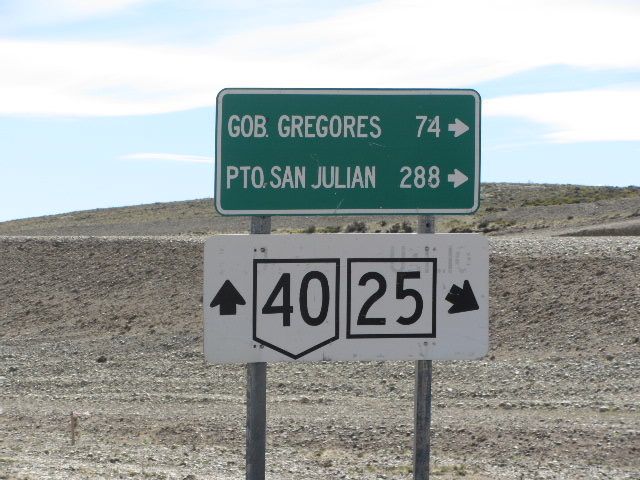 GOB. GREGORES 74
PTO. SAN JULIAN 288
40 25